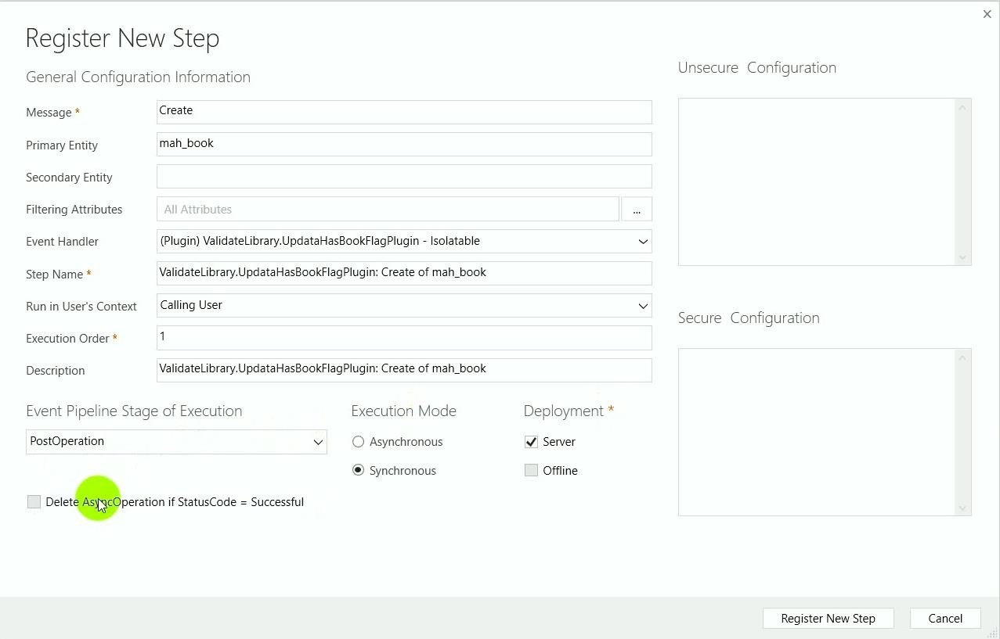 Register New Step
General Configuration Information
Message *
Create
Primary Entity
mah_book
Secondary Entity
Filtering Attributes
All Attributes
...
Event Handler
(Plugin) ValidateLibrary.UpdataHasBookFlagPlugin - Isolatable
Step Name *
ValidateLibrary.UpdataHasBookFlagPlugin: Create of mah_book
Run in User's Context
Calling User
Execution Order *
1
Description
ValidateLibrary.UpdataHasBookFlagPlugin: Create of mah_book
Event Pipeline Stage of Execution
PostOperation
Execution Mode
Asynchronous
Synchronous
Deployment *
Server
Offline
Delete AsyncOperation if StatusCode = Successful
Unsecure Configuration
Secure Configuration
Register New Step
Cancel